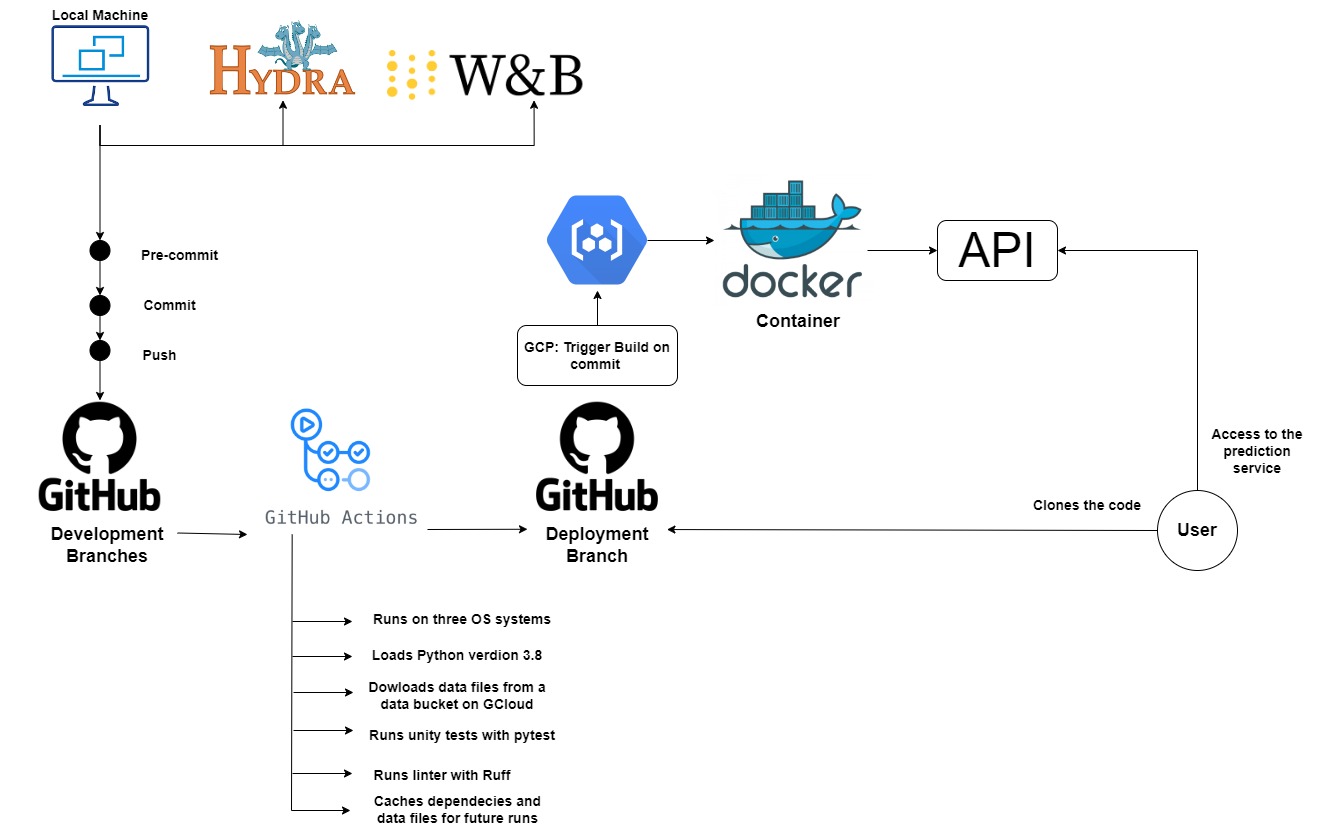 Local Machine
HYDRA
W&B
Pre-commit
Commit
Push
GCP: Trigger Build on
commit
docker
Container
API
GitHub
Development
Branches
GitHub Actions
GitHub
Deployment
Branch
Clones the code
Access to the
prediction
service
User
Runs on three OS systems
Loads Python verdion 3.8
Dowloads data files from a
data bucket on GCloud
Runs unity tests with pytest
Runs linter with Ruff
Caches dependecies and
data files for future runs